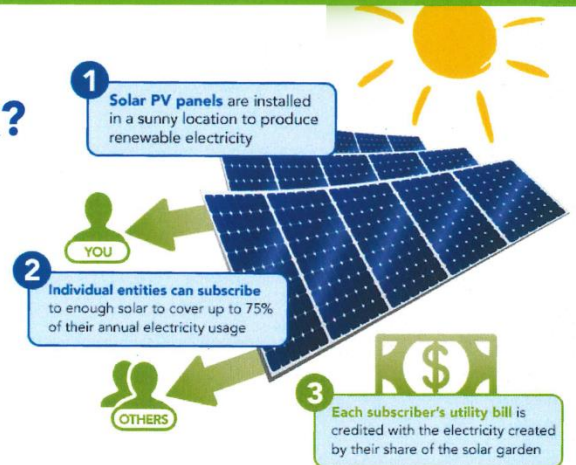 ?
1
Solar PV panels are installed
in a sunny location to produce
renewable electricity
YOU
2
Individual entities can subscribe
to enough solar to cover up to 75%
of their annual electricity usage
OTHERS
$
3
Each subscriber's utility bill is
credited with the electricity created
by their share of the solar garden